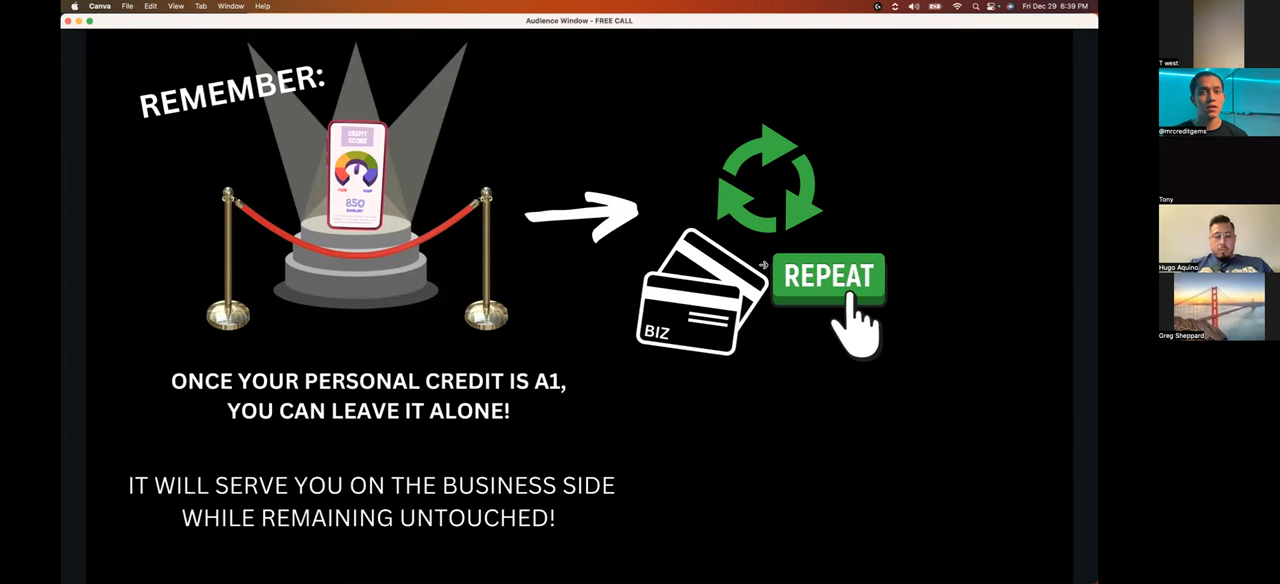 Canva File Edit View Tab Window Help
Fri Dec 29 6:39 PM
Audience Window - FREE CALL
REMEMBER:
CREDIT
SCORE
850
BIZ
REPEAT
ONCE YOUR PERSONAL CREDIT IS A1,
YOU CAN LEAVE IT ALONE!
IT WILL SERVE YOU ON THE BUSINESS SIDE
WHILE REMAINING UNTOUCHED!
T west
@mrcreditgems
Tony
Hugo Aquino
Greg Sheppard